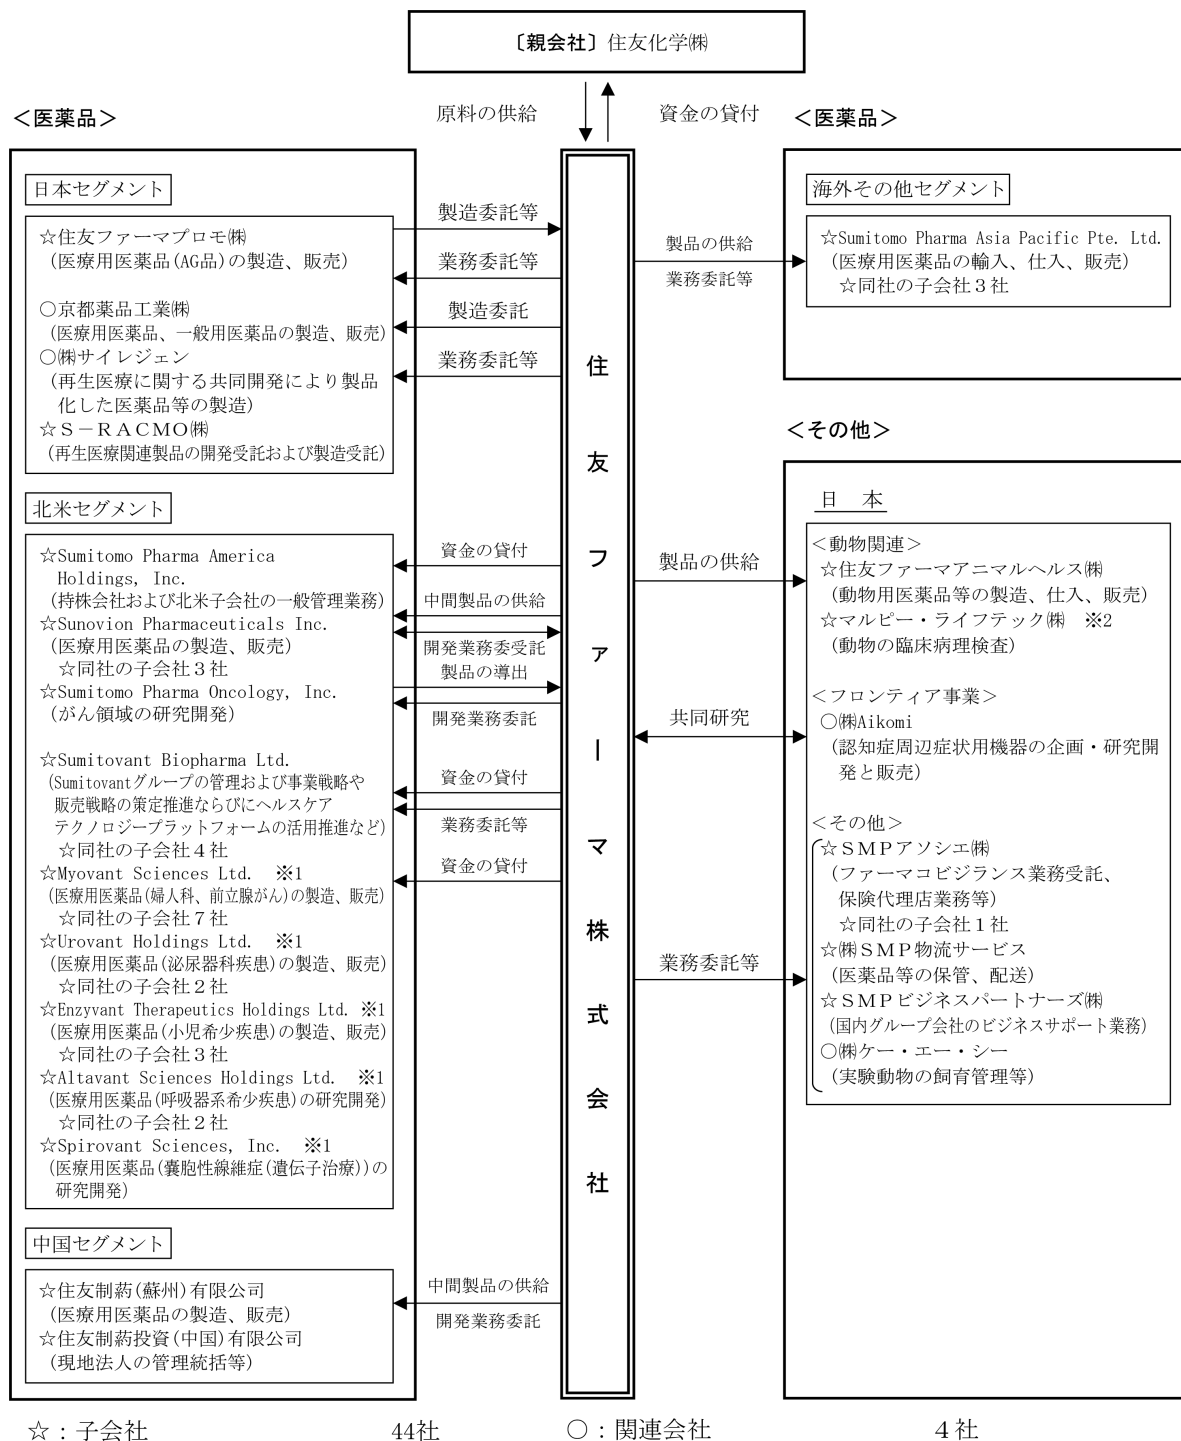 〔親会社〕住友化学㈱
原料の供給
資金の貸付
＜医薬品＞
日本セグメント
☆住友ファーマプロモ㈱
(医療用医薬品(AG品)の製造、販売)
○京都薬品工業㈱
(医療用医薬品、一般用医薬品の製造、販売)
○㈱サイレジェン
(再生医療に関する共同開発により製品
化した医薬品等の製造)
☆Ｓ－ＲＡＣＭＯ㈱
(再生医療関連製品の開発受託および製造受託)
製造委託等
業務委託等
製造委託
業務委託等
北米セグメント
☆Sumitomo Pharma America
Holdings, Inc.
(持株会社および北米子会社の一般管理業務)
☆Sunovion Pharmaceuticals Inc.
(医療用医薬品の製造、販売)
☆同社の子会社３社
☆Sumitomo Pharma Oncology, Inc.
(がん領域の研究開発)
☆Sumitovant Biopharma Ltd.
(Sumitovantグループの管理および事業戦略や
販売戦略の策定推進ならびにヘルスケア
テクノロジープラットフォームの活用推進など)
☆同社の子会社４社
☆Myovant Sciences Ltd. ※1
(医療用医薬品(婦人科、前立腺がん)の製造、販売)
☆同社の子会社７社
☆Urovant Holdings Ltd. ※1
(医療用医薬品(泌尿器科疾患)の製造、販売)
☆同社の子会社２社
☆Enzyvant Therapeutics Holdings Ltd. ※1
(医療用医薬品(小児希少疾患)の製造、販売)
☆同社の子会社３社
☆Altavant Sciences Holdings Ltd. ※1
(医療用医薬品(呼吸器系希少疾患)の研究開発)
☆同社の子会社２社
☆Spirovant Sciences, Inc. ※1
(医療用医薬品(嚢胞性線維症(遺伝子治療))の
研究開発)
資金の貸付
中間製品の供給
開発業務委受託
製品の導出
開発業務委託
資金の貸付
業務委託等
資金の貸付
中国セグメント
☆住友制葯(蘇州)有限公司
(医療用医薬品の製造、販売)
☆住友制葯投資(中国)有限公司
(現地法人の管理統括等)
中間製品の供給
開発業務委託
住友ファーマ株式会社
＜医薬品＞
海外その他セグメント
☆Sumitomo Pharma Asia Pacific Pte. Ltd.
(医療用医薬品の輸入、仕入、販売)
☆同社の子会社３社
製品の供給
業務委託等
＜その他＞
日 本
＜動物関連＞
☆住友ファーマアニマルヘルス㈱
(動物用医薬品等の製造、仕入、販売)
☆マルピー・ライフテック㈱ ※2
(動物の臨床病理検査)
＜フロンティア事業＞
○㈱Aikomi
(認知症周辺症状用機器の企画・研究開
発と販売)
＜その他＞
☆ＳＭＰアソシエ㈱
(ファーマコビジランス業務受託、
保険代理店業務等)
☆同社の子会社１社
☆㈱ＳＭＰ物流サービス
(医薬品等の保管、配送)
☆ＳＭＰビジネスパートナーズ㈱
(国内グループ会社のビジネスサポート業務)
○㈱ケー・エー・シー
(実験動物の飼育管理等)
製品の供給
共同研究
業務委託等
☆：子会社 44社 ○：関連会社 ４社